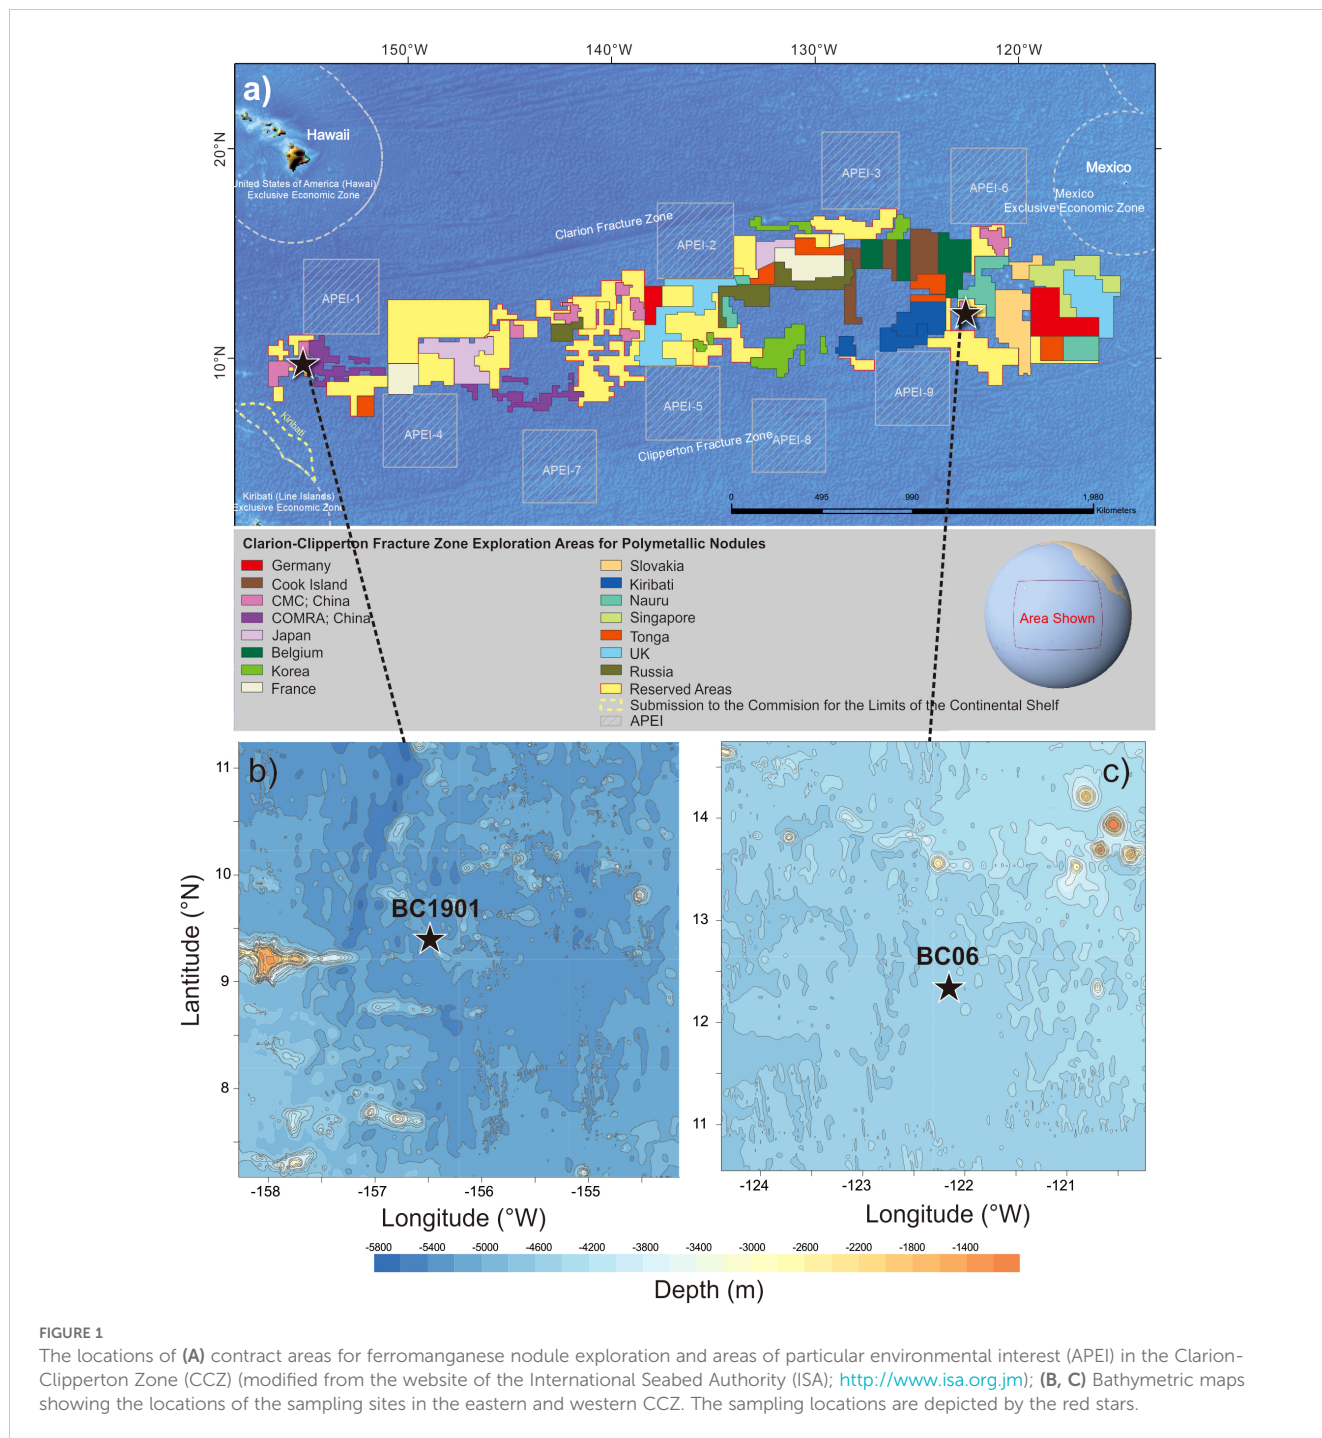 150°W
140°W
130°W
120°W
a)
20°N
10°N
Hawaii
United States of America (Hawai)
Exclusive Economic Zone
Mexico
Mexico
Exclusive Economic Zone
Clarion Fracture Zone
APEI-3
APEI-6
APEI-2
APEI-1
APEI-9
APEI-5
APEI-4
APEI-8
APEI-7
Clipperton Fracture Zone
Kiribati
Kiribati (Line Islands)
Exclusive Economic Zone
0
495
990
1,980
Kilometers
Clarion-Clipperton Fracture Zone Exploration Areas for Polymetallic Nodules
Germany
Cook Island
CMC; China
COMRA; China
Japan
Belgium
Korea
France
Slovakia
Kiribati
Nauru
Singapore
Tonga
UK
Russia
Reserved Areas
Submission to the Commision for the Limits of the Continental Shelf
APEI
Area Shown
b)
11
10
9
8
Lantitude (°N)
BC1901
-158
-157
-156
-155
Longitude (°W)
c)
14
13
12
11
BC06
-124
-123
-122
-121
Longitude (°W)
-5800 -5400 -5000 -4600 -4200 -3800 -3400 -3000 -2600 -2200 -1800 -1400
Depth (m)
FIGURE 1
The locations of (A) contract areas for ferromanganese nodule exploration and areas of particular environmental interest (APEI) in the Clarion-
Clipperton Zone (CCZ) (modified from the website of the International Seabed Authority (ISA); http://www.isa.org.jm); (B, C) Bathymetric maps
showing the locations of the sampling sites in the eastern and western CCZ. The sampling locations are depicted by the red stars.